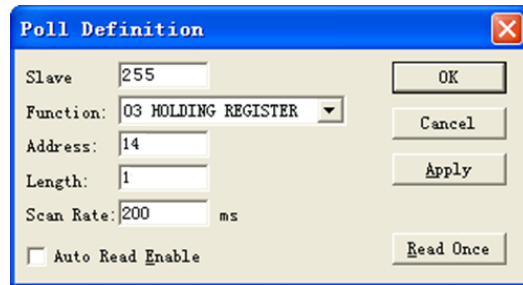 Poll Definition
Slave 255
OK
Function: 03 HOLDING REGISTER
Cancel
Address: 14
Length: 1
Apply
Scan Rate: 200 ms
Auto Read Enable
Read Once